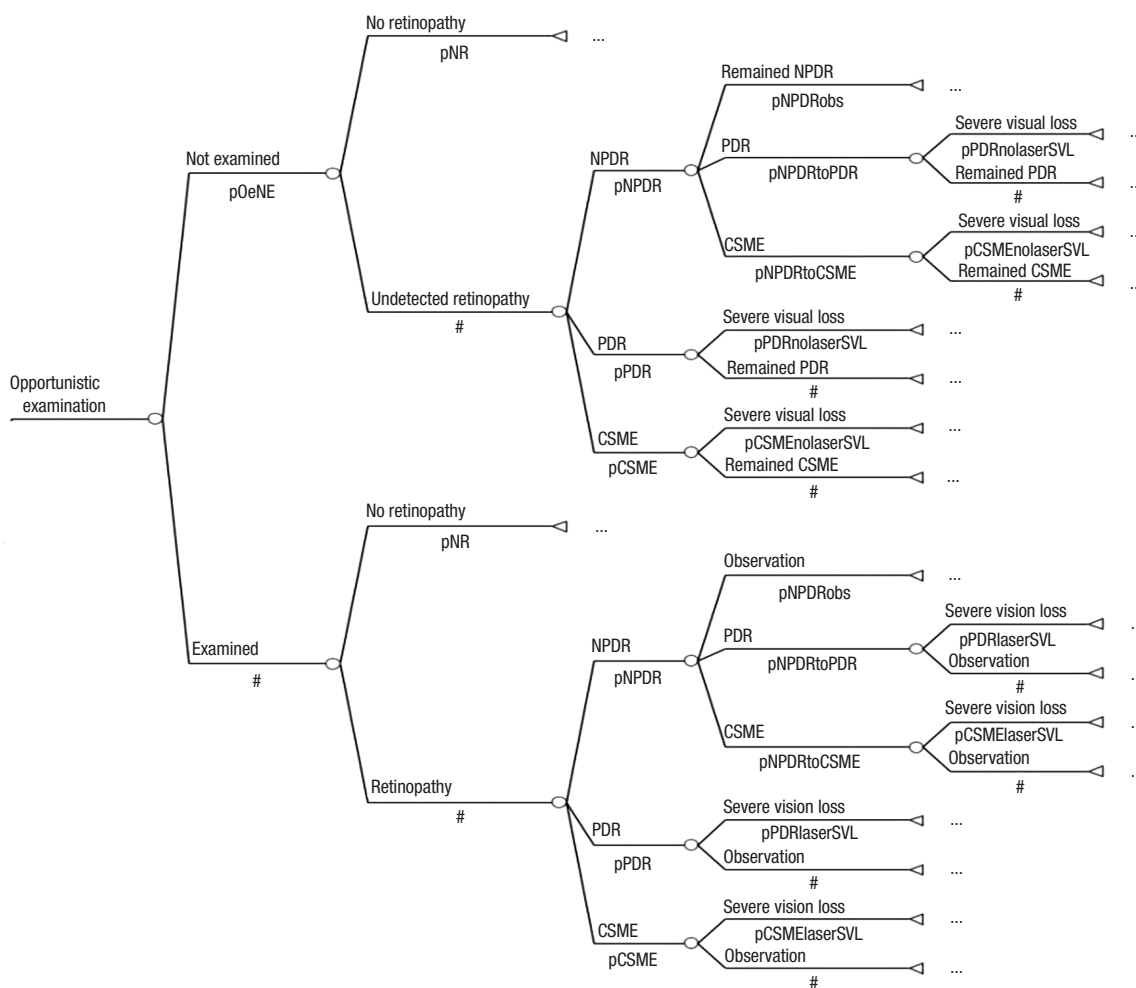 No retinopathy
pNR
...
Remained NPDR
pNPDRobs
...
Severe visual loss
...
pPDRnolaserSVL
Not examined
pOeNE
NPDR
pNPDR
PDR
pNPDRtoPDR
Remained PDR
...
#
Severe visual loss
...
pCSMEnolaserSVL
CSME
pNPDRtoCSME
Remained CSME
...
#
Undetected retinopathy
#
Severe visual loss
...
pPDRnolaserSVL
PDR
pPDR
Remained PDR
...
#
Opportunistic
examination
Severe visual loss
...
pCSMEnolaserSVL
CSME
pCSME
Remained CSME
...
#
No retinopathy
pNR
...
Observation
pNPDRobs
...
Severe vision loss
..
pPDRlaserSVL
Examined
#
NPDR
pNPDR
PDR
pNPDRtoPDR
Observation
..
#
Severe vision loss
..
pCSMElaserSVL
CSME
pNPDRtoCSME
Observation
..
#
Retinopathy
#
Severe vision loss
...
pPDRlaserSVL
PDR
pPDR
Observation
...
#
Severe vision loss
...
pCSMElaserSVL
CSME
pCSME
Observation
...
#